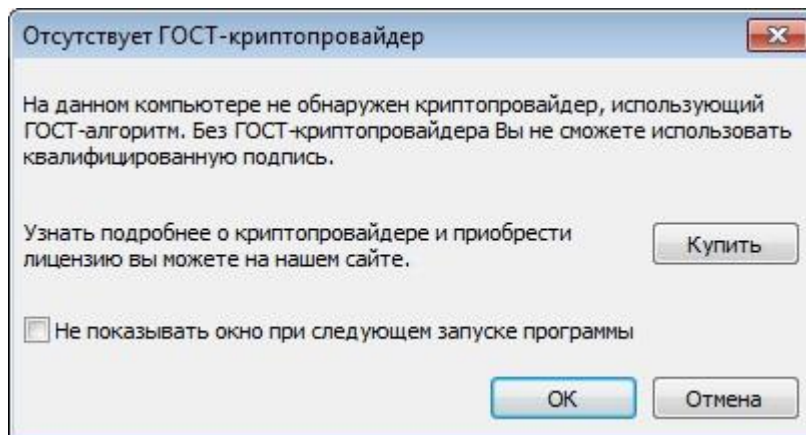 Отсутствует ГОСТ-криптопровайдер
На данном компьютере не обнаружен криптопровайдер, использующий
ГОСТ-алгоритм. Без ГОСТ-криптопровайдера Вы не сможете использовать
квалифицированную подпись.
Узнать подробнее о криптопровайдере и приобрести
лицензию вы можете на нашем сайте.
Купить
Не показывать окно при следующем запуске программы
ОК
Отмена